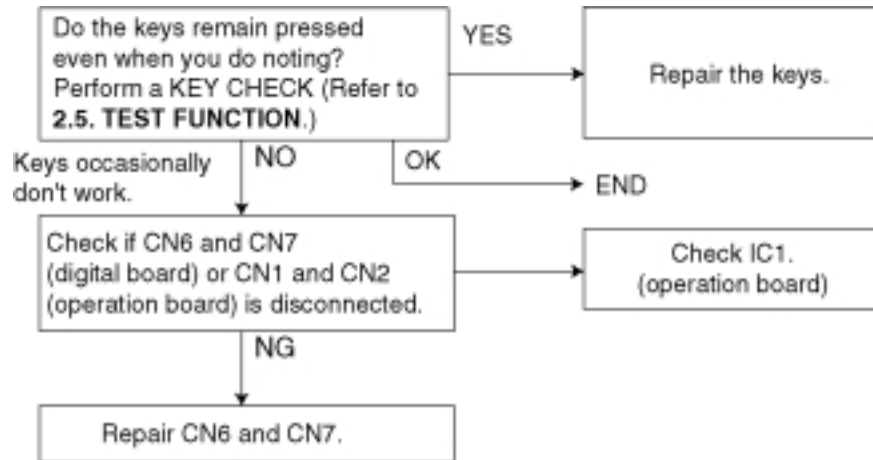 Do the keys remain pressed
even when you do noting?
Perform a KEY CHECK (Refer to
2.5. TEST FUNCTION.)
YES
Repair the keys.
Keys occasionally
don't work.
NO
OK
END
Check if CN6 and CN7
(digital board) or CN1 and CN2
(operation board) is disconnected.
Check IC1.
(operation board)
NG
Repair CN6 and CN7.